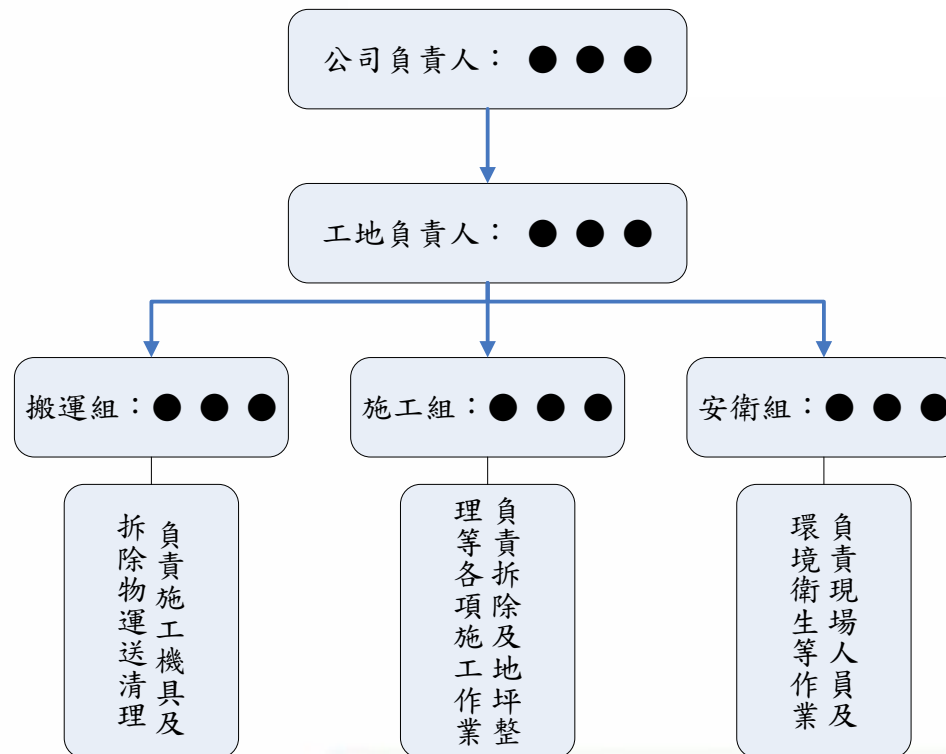 公司負責人：●●●
工地負責人：●●●
搬運組：●●●
施工組：●●●
安衛組：●●●
負責施工機具及
拆除物運送清理
負責拆除及地坪整
理等各項施工作業
負責現場人員及
環境衛生等作業